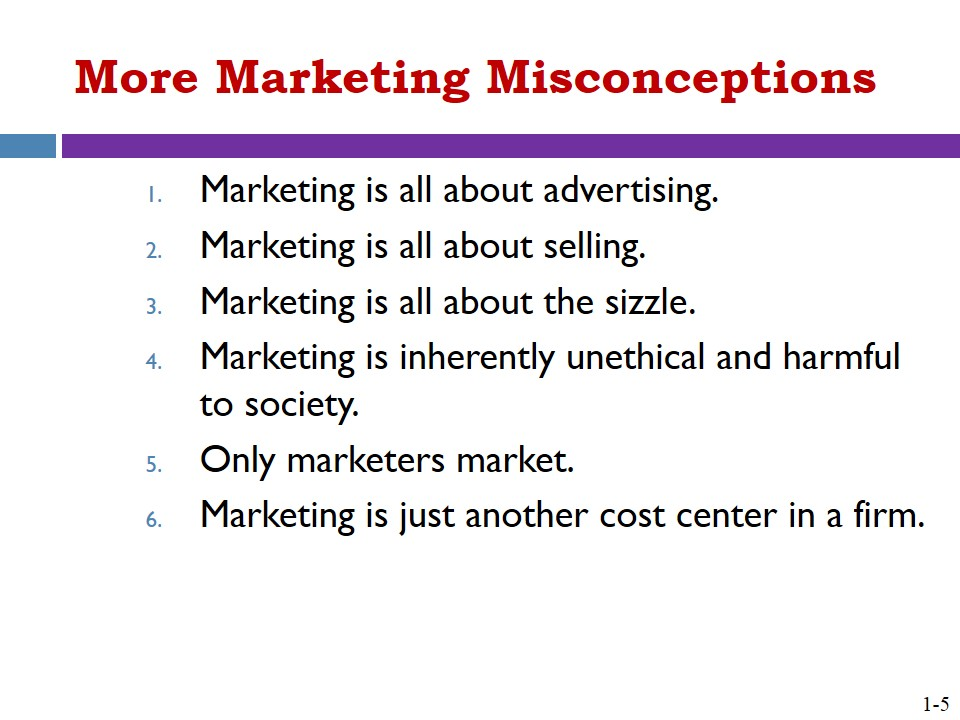 More Marketing Misconceptions
1. Marketing is all about advertising.
2. Marketing is all about selling.
3. Marketing is all about the sizzle.
4. Marketing is inherently unethical and harmful
to society.
5. Only marketers market.
6. Marketing is just another cost center in a firm.
1-5